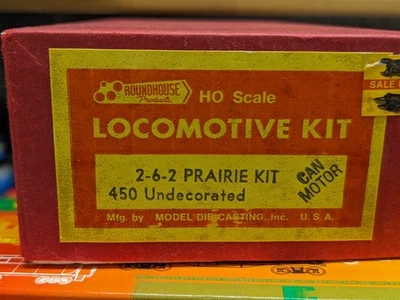 ROUNDHOUSE
Products
HO Scale
LOCOMOTIVE KIT
2-6-2 PRAIRIE KIT
450 Undecorated
CAN
MOTOR
Mfg. by MODEL DIE CASTING, Inc. U. S. A.
SALE